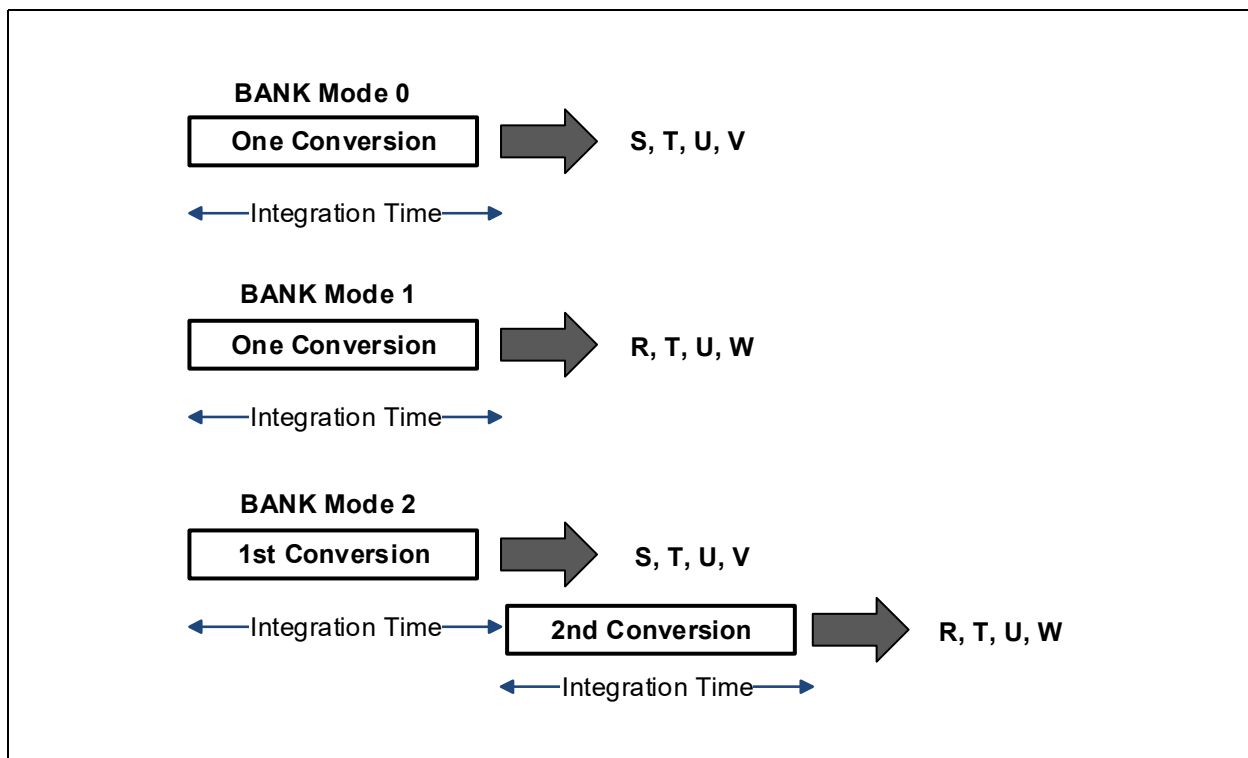 BANK Mode 0
One Conversion
S, T, U, V
Integration Time
BANK Mode 1
One Conversion
R, T, U, W
Integration Time
BANK Mode 2
1st Conversion
S, T, U, V
Integration Time
2nd Conversion
R, T, U, W
Integration Time